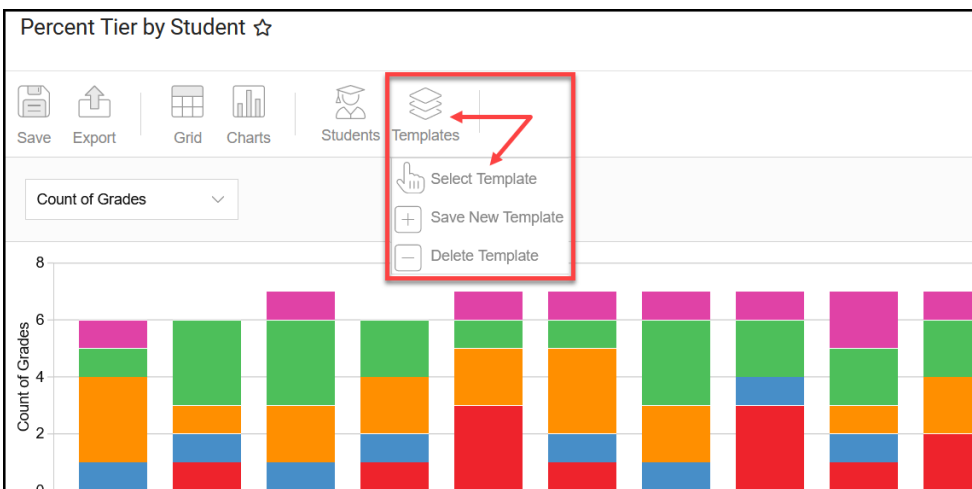 Percent Tier by Student
Save Export Grid Charts Students Templates
Select Template
Save New Template
Delete Template
Count of Grades
8
6
4
2
0
Count of Grades